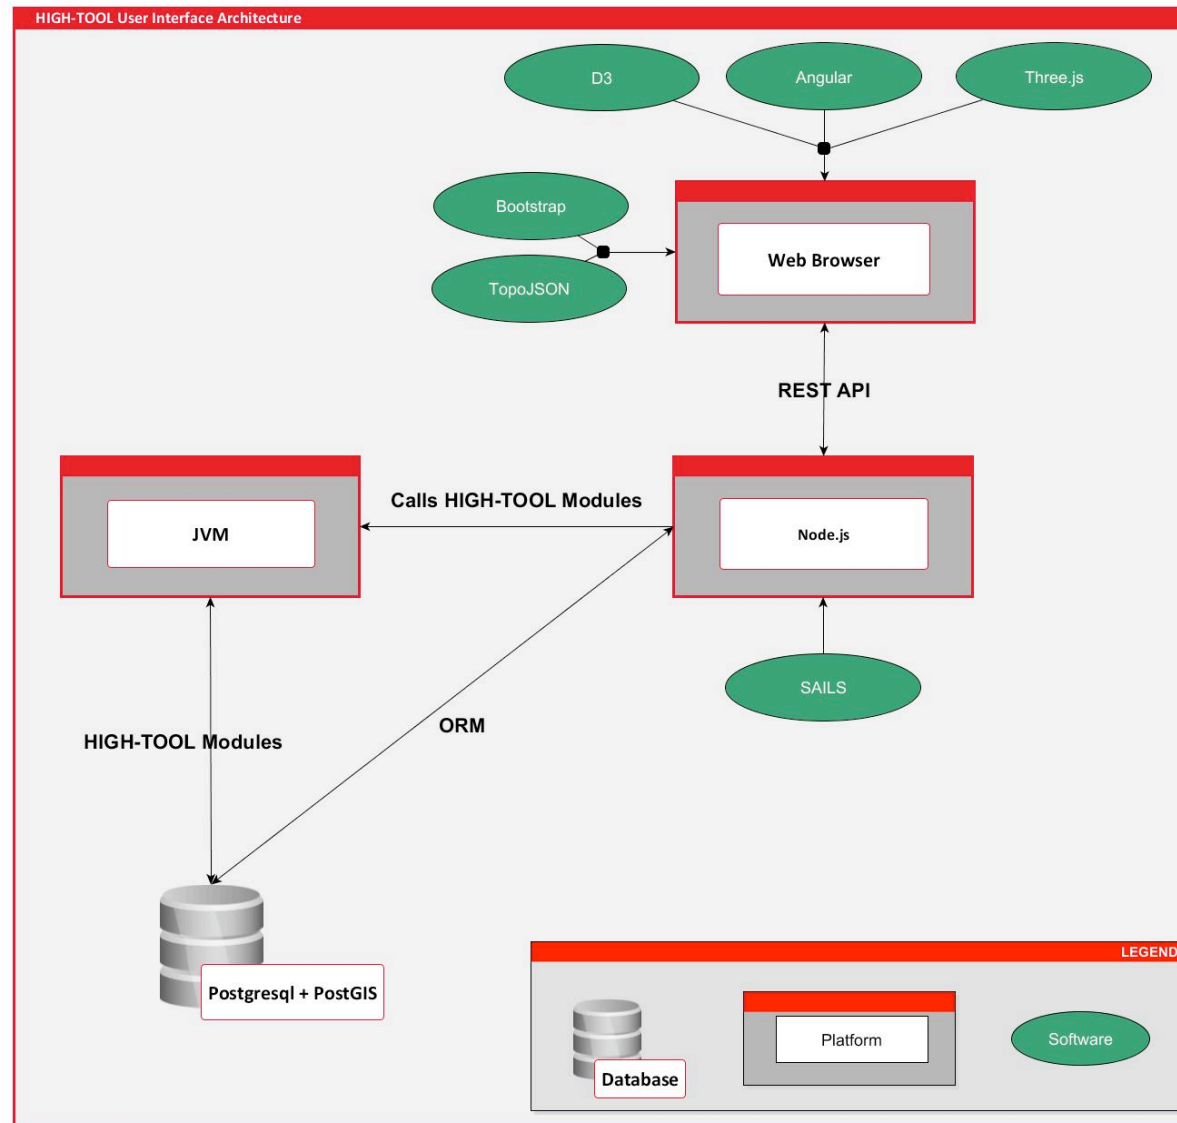 HIGH-TOOL User Interface Architecture
D3
Angular
Three.js
Bootstrap
TopoJSON
Web Browser
REST API
Calls HIGH-TOOL Modules
JVM
Node.js
SAILS
ORM
HIGH-TOOL Modules
Postgresql + PostGIS
LEGEND
Database
Platform
Software